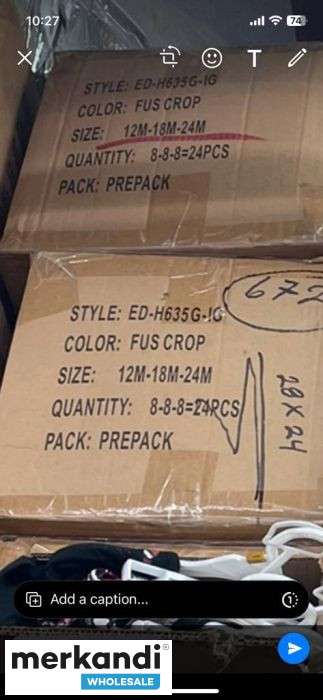 10:27
74
T
STYLE: ED-H635G-IG
COLOR: FUS CROP
SIZE: 12M-18M-24M
QUANTITY: 8-8-8=24PCS
PACK: PREPACK
672
STYLE: ED-H635G-IG
COLOR: FUS CROP
SIZE: 12M-18M-24M
QUANTITY: 8-8-8=24PCS
PACK: PREPACK
28 X 24
Add a caption...
merkandi®
WHOLESALE